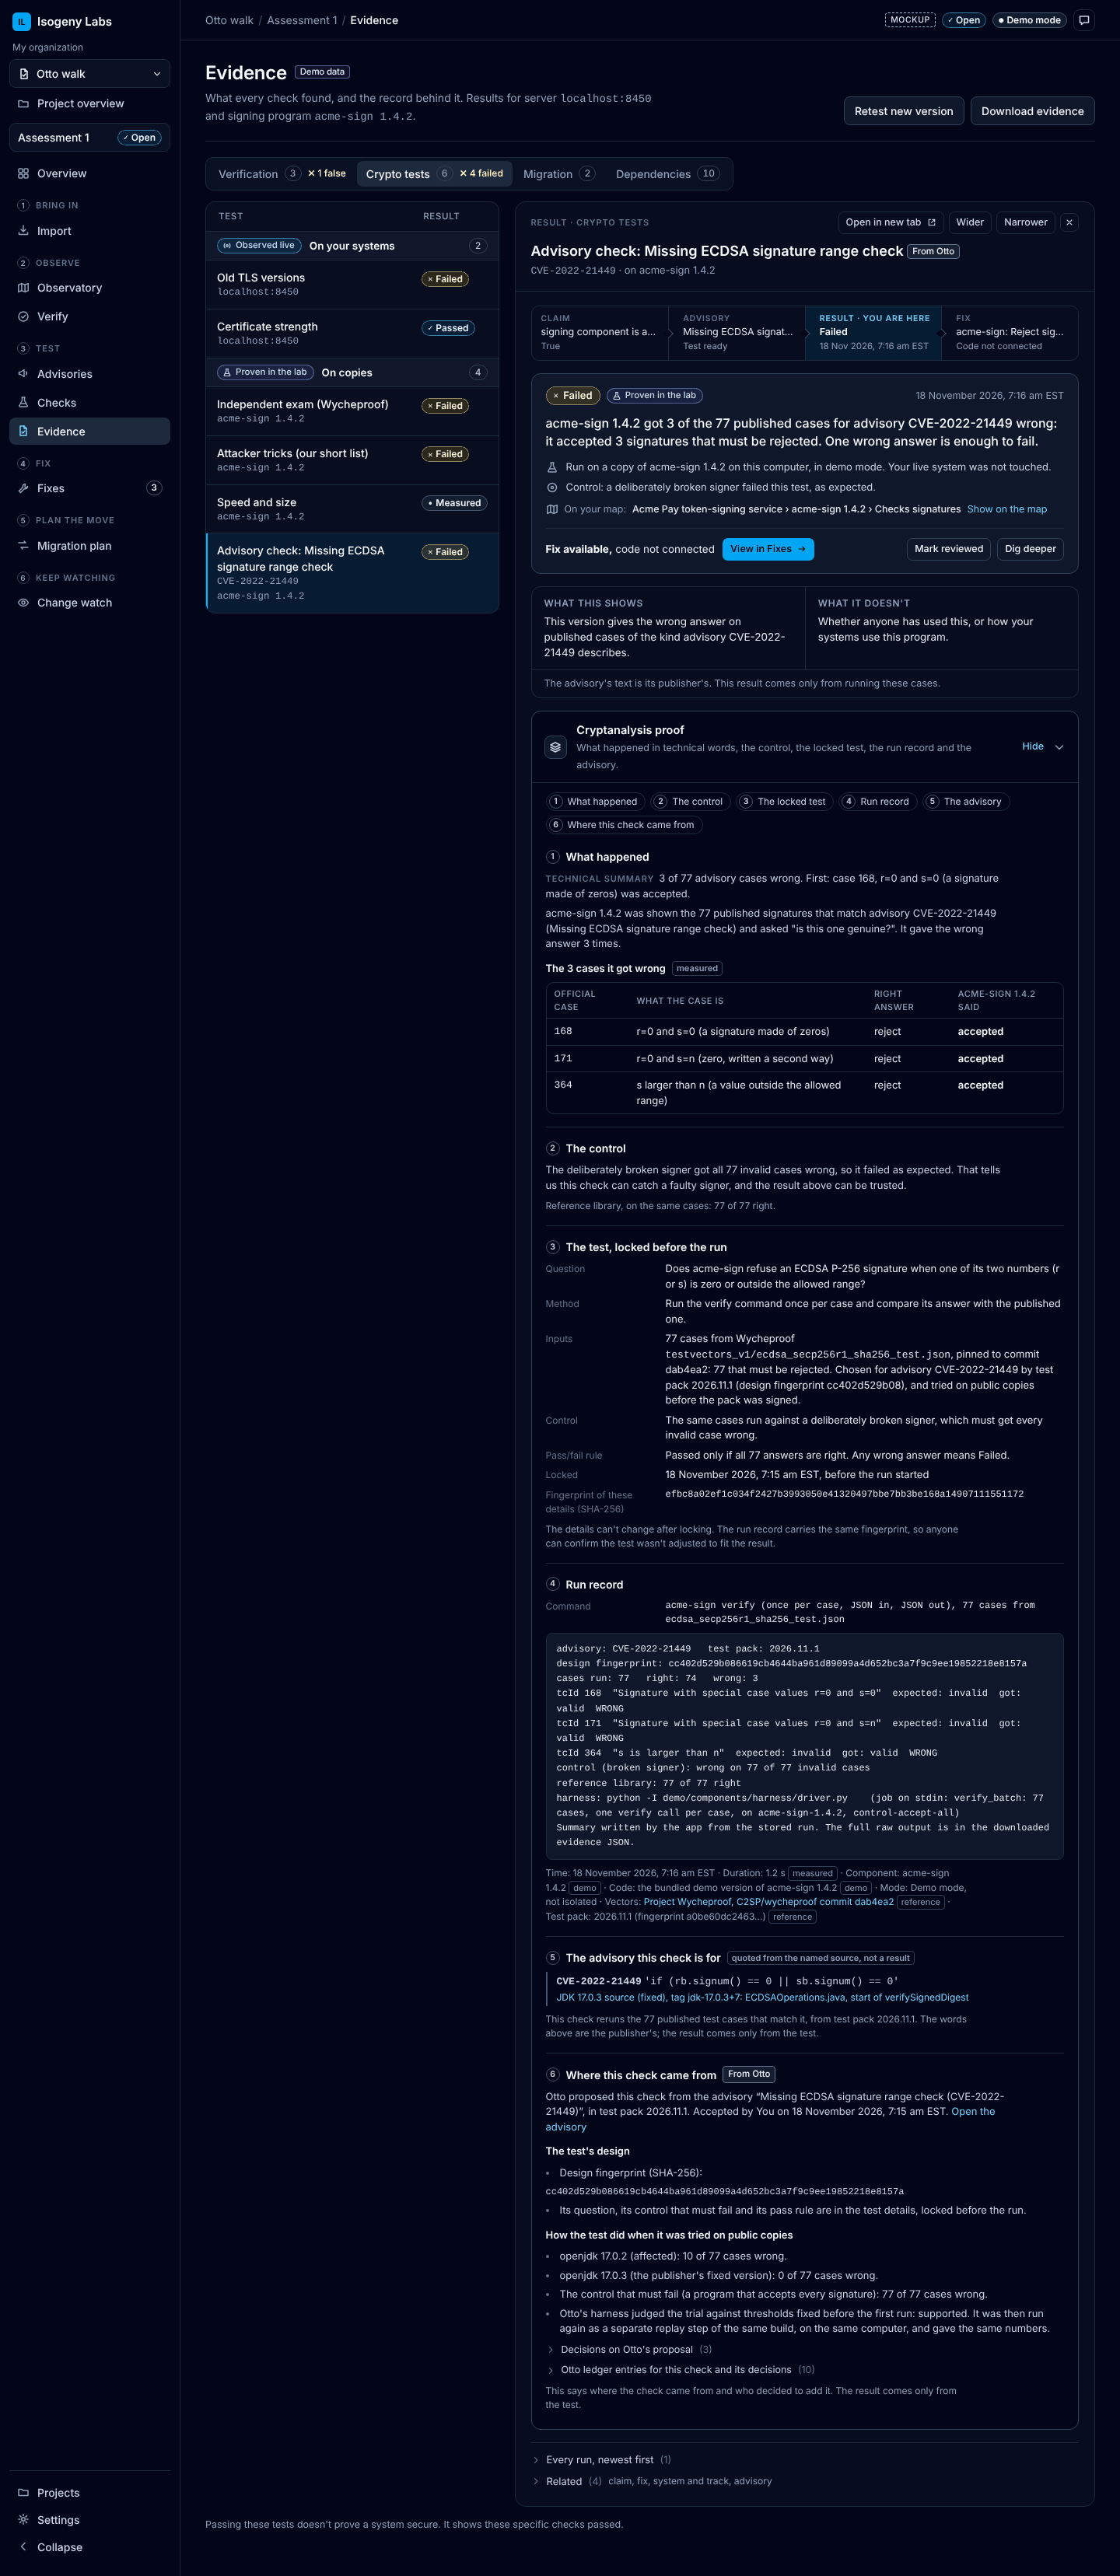 IL Isogeny Labs
My organization
Otto walk
Project overview
Assessment 1 ✓ Open
Overview
1 BRING IN
Import
2 OBSERVE
Observatory
Verify
3 TEST
Advisories
Checks
Evidence
4 FIX
Fixes 3
5 PLAN THE MOVE
Migration plan
6 KEEP WATCHING
Change watch
Projects
Settings
Collapse
Otto walk / Assessment 1 / Evidence
MOCKUP ✓ Open ● Demo mode
Evidence Demo data
What every check found, and the record behind it. Results for server localhost:8450
and signing program acme-sign 1.4.2.
Retest new version Download evidence
Verification 3 ✕ 1 false Crypto tests 6 ✕ 4 failed Migration 2 Dependencies 10
TEST RESULT
Observed live On your systems 2
Old TLS versions ✕ Failed
localhost:8450
Certificate strength ✓ Passed
localhost:8450
Proven in the lab On copies 4
Independent exam (Wycheproof) ✕ Failed
acme-sign 1.4.2
Attacker tricks (our short list) ✕ Failed
acme-sign 1.4.2
Speed and size • Measured
acme-sign 1.4.2
Advisory check: Missing ECDSA ✕ Failed
signature range check
CVE-2022-21449
acme-sign 1.4.2
RESULT · CRYPTO TESTS Open in new tab Wider Narrower ✕
Advisory check: Missing ECDSA signature range check From Otto
CVE-2022-21449 · on acme-sign 1.4.2
CLAIM
signing component is a...
True
ADVISORY
Missing ECDSA signat...
Test ready
RESULT · YOU ARE HERE
Failed
18 Nov 2026, 7:16 am EST
FIX
acme-sign: Reject sig...
Code not connected
✕ Failed Proven in the lab 18 November 2026, 7:16 am EST
acme-sign 1.4.2 got 3 of the 77 published cases for advisory CVE-2022-21449 wrong:
it accepted 3 signatures that must be rejected. One wrong answer is enough to fail.
Run on a copy of acme-sign 1.4.2 on this computer, in demo mode. Your live system was not touched.
Control: a deliberately broken signer failed this test, as expected.
On your map: Acme Pay token-signing service › acme-sign 1.4.2 › Checks signatures Show on the map
Fix available, code not connected View in Fixes → Mark reviewed Dig deeper
WHAT THIS SHOWS
This version gives the wrong answer on
published cases of the kind advisory CVE-2022-
21449 describes.
WHAT IT DOESN'T
Whether anyone has used this, or how your
systems use this program.
The advisory's text is its publisher's. This result comes only from running these cases.
Cryptanalysis proof
What happened in technical words, the control, the locked test, the run record and the
advisory.
Hide
1 What happened 2 The control 3 The locked test 4 Run record 5 The advisory
6 Where this check came from
1 What happened
TECHNICAL SUMMARY 3 of 77 advisory cases wrong. First: case 168, r=0 and s=0 (a signature
made of zeros) was accepted.
acme-sign 1.4.2 was shown the 77 published signatures that match advisory CVE-2022-21449
(Missing ECDSA signature range check) and asked "is this one genuine?". It gave the wrong
answer 3 times.
The 3 cases it got wrong measured
OFFICIAL CASE WHAT THE CASE IS RIGHT ANSWER ACME-SIGN 1.4.2 SAID
168 r=0 and s=0 (a signature made of zeros) reject accepted
171 r=0 and s=n (zero, written a second way) reject accepted
364 s larger than n (a value outside the allowed range) reject accepted
2 The control
The deliberately broken signer got all 77 invalid cases wrong, so it failed as expected. That tells
us this check can catch a faulty signer, and the result above can be trusted.
Reference library, on the same cases: 77 of 77 right.
3 The test, locked before the run
Question Does acme-sign refuse an ECDSA P-256 signature when one of its two numbers (r
or s) is zero or outside the allowed range?
Method Run the verify command once per case and compare its answer with the published
one.
Inputs 77 cases from Wycheproof
testvectors_v1/ecdsa_secp256r1_sha256_test.json, pinned to commit
dab4ea2: 77 that must be rejected. Chosen for advisory CVE-2022-21449 by test
pack 2026.11.1 (design fingerprint cc402d529b08), and tried on public copies
before the pack was signed.
Control The same cases run against a deliberately broken signer, which must get every
invalid case wrong.
Pass/fail rule Passed only if all 77 answers are right. Any wrong answer means Failed.
Locked 18 November 2026, 7:15 am EST, before the run started
Fingerprint of these details (SHA-256) efbc8a02ef1c034f2427b3993050e41320497bbe7bb3be168a14907111551172
The details can't change after locking. The run record carries the same fingerprint, so anyone
can confirm the test wasn't adjusted to fit the result.
4 Run record
Command acme-sign verify (once per case, JSON in, JSON out), 77 cases from
ecdsa_secp256r1_sha256_test.json
advisory: CVE-2022-21449 test pack: 2026.11.1
design fingerprint: cc402d529b086619cb4644ba961d89099a4d652bc3a7f9c9ee19852218e8157a
cases run: 77 right: 74 wrong: 3
tcId 168 "Signature with special case values r=0 and s=0" expected: invalid got:
valid WRONG
tcId 171 "Signature with special case values r=0 and s=n" expected: invalid got:
valid WRONG
tcId 364 "s is larger than n" expected: invalid got: valid WRONG
control (broken signer): wrong on 77 of 77 invalid cases
reference library: 77 of 77 right
harness: python -I demo/components/harness/driver.py (job on stdin: verify_batch: 77
cases, one verify call per case, on acme-sign-1.4.2, control-accept-all)
Summary written by the app from the stored run. The full raw output is in the downloaded
evidence JSON.
Time: 18 November 2026, 7:16 am EST · Duration: 1.2 s measured · Component: acme-sign
1.4.2 demo · Code: the bundled demo version of acme-sign 1.4.2 demo · Mode: Demo mode,
not isolated · Vectors: Project Wycheproof, C2SP/wycheproof commit dab4ea2 reference ·
Test pack: 2026.11.1 (fingerprint a0be60dc2463...) reference
5 The advisory this check is for quoted from the named source, not a result
CVE-2022-21449 'if (rb.signum() == 0 || sb.signum() == 0'
JDK 17.0.3 source (fixed), tag jdk-17.0.3+7: ECDSAOperations.java, start of verifySignedDigest
This check reruns the 77 published test cases that match it, from test pack 2026.11.1. The words
above are the publisher's; the result comes only from the test.
6 Where this check came from From Otto
Otto proposed this check from the advisory “Missing ECDSA signature range check (CVE-2022-
21449)”, in test pack 2026.11.1. Accepted by You on 18 November 2026, 7:15 am EST. Open the
advisory
The test's design
• Design fingerprint (SHA-256):
cc402d529b086619cb4644ba961d89099a4d652bc3a7f9c9ee19852218e8157a
• Its question, its control that must fail and its pass rule are in the test details, locked before the run.
How the test did when it was tried on public copies
• openjdk 17.0.2 (affected): 10 of 77 cases wrong.
• openjdk 17.0.3 (the publisher's fixed version): 0 of 77 cases wrong.
• The control that must fail (a program that accepts every signature): 77 of 77 cases wrong.
• Otto's harness judged the trial against thresholds fixed before the first run: supported. It was then run
again as a separate replay step of the same build, on the same computer, and gave the same numbers.
Decisions on Otto's proposal (3)
Otto ledger entries for this check and its decisions (10)
This says where the check came from and who decided to add it. The result comes only from
the test.
Every run, newest first (1)
Related (4) claim, fix, system and track, advisory
Passing these tests doesn't prove a system secure. It shows these specific checks passed.